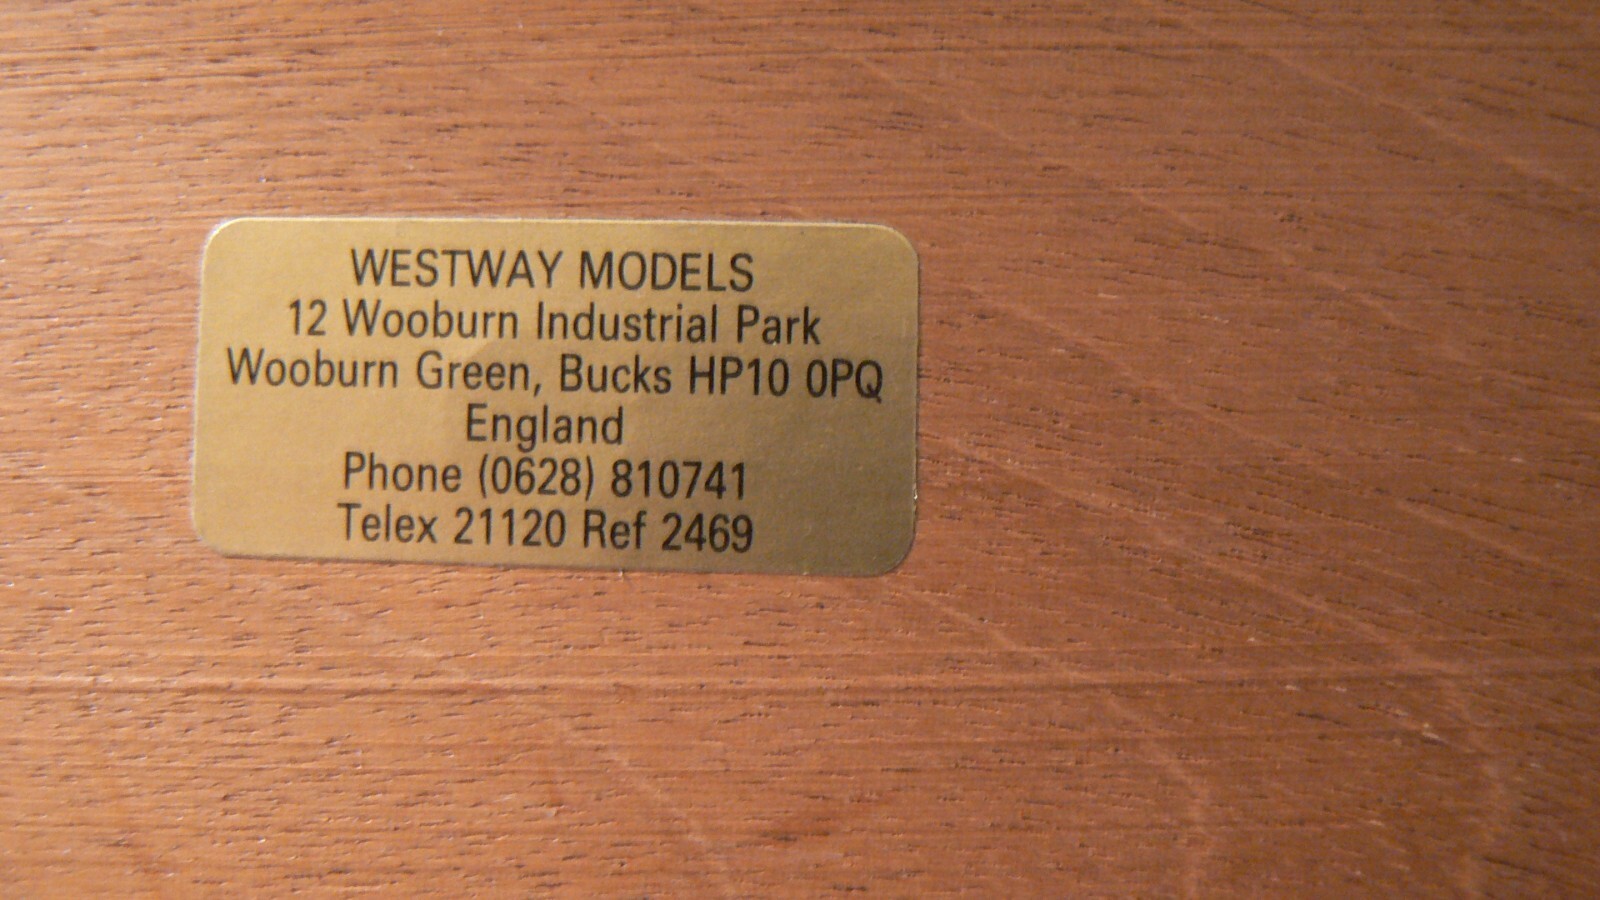 WESTWAY MODELS
12 Wooburn Industrial Park
Wooburn Green, Bucks HP10 0PQ
England
Phone (0628) 810741
Telex 21120 Ref 2469